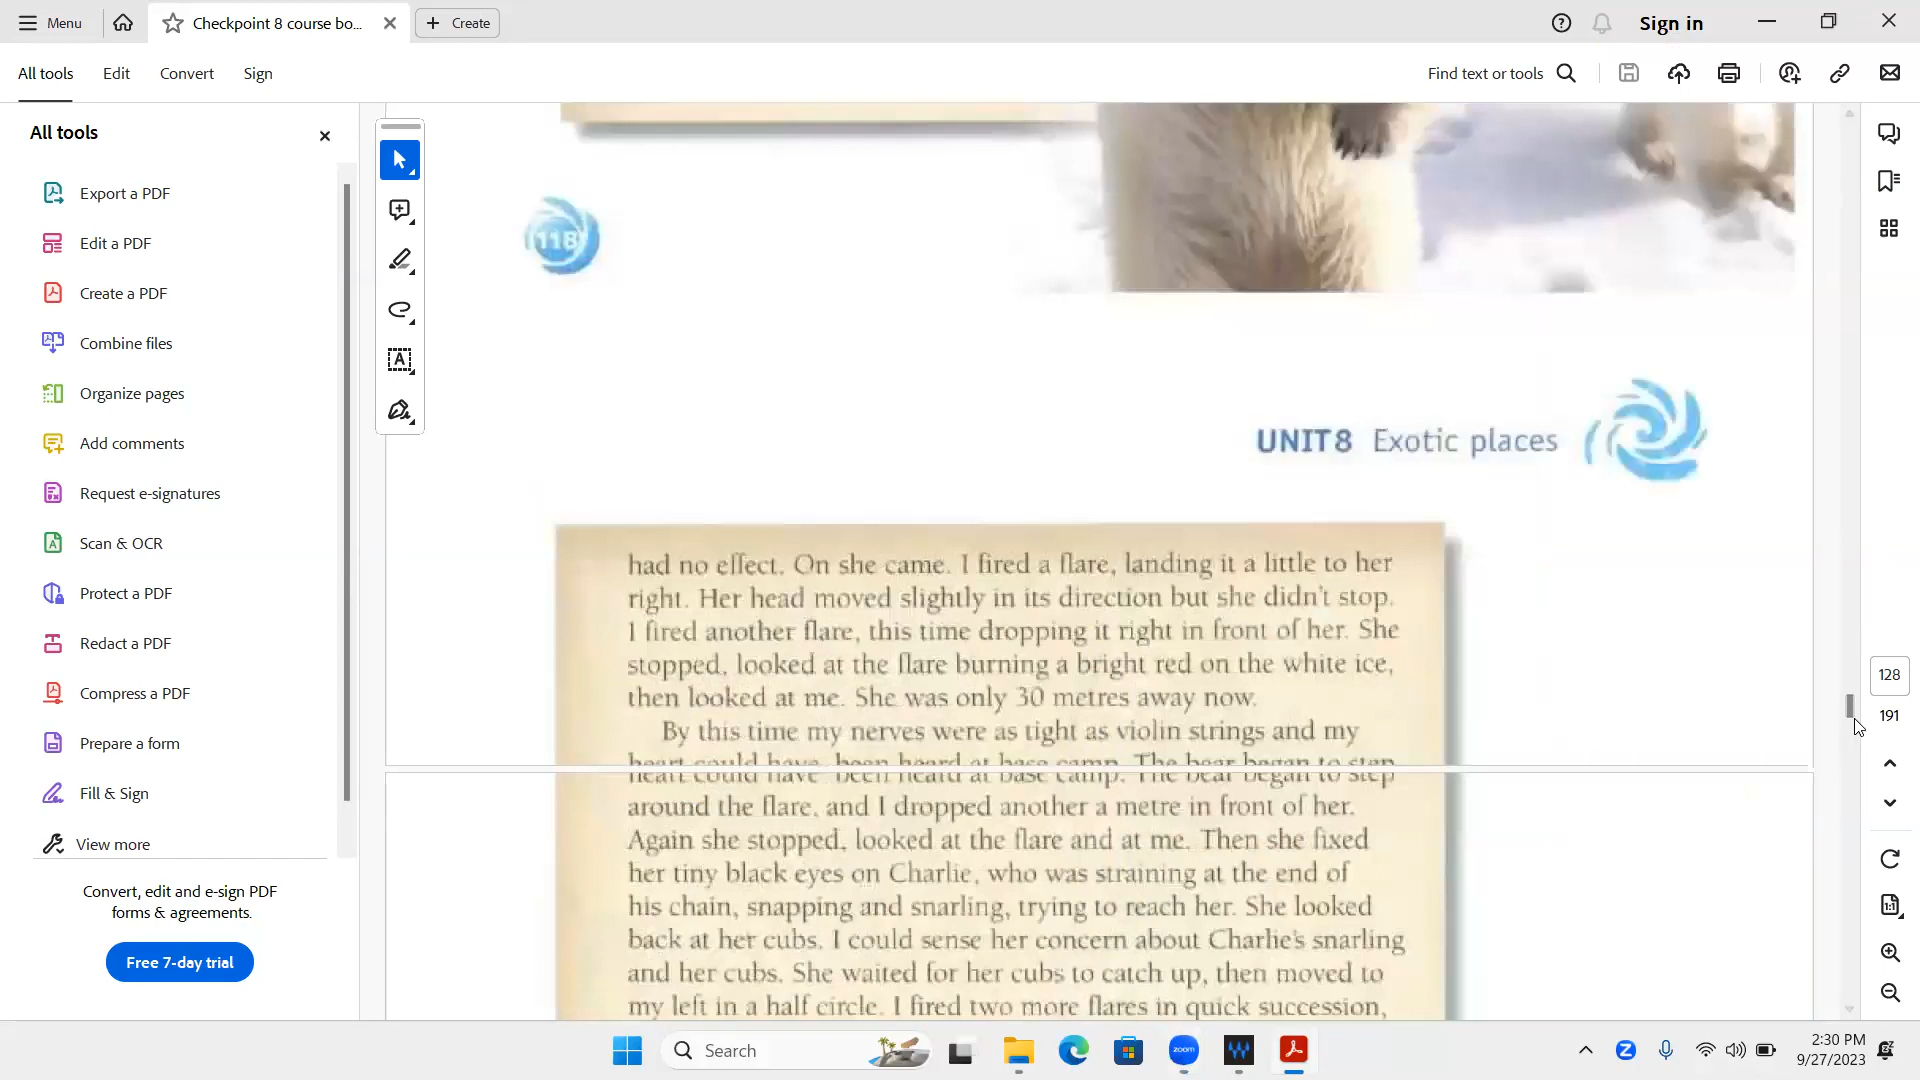 Menu
Checkpoint 8 course bo...
Create
Sign in
All tools
Edit
Convert
Sign
Find text or tools
All tools
Export a PDF
Edit a PDF
Create a PDF
Combine files
Organize pages
Add comments
Request e-signatures
Scan & OCR
Protect a PDF
Redact a PDF
Compress a PDF
Prepare a form
Fill & Sign
View more
Convert, edit and e-sign PDF
forms & agreements.
Free 7-day trial
118
UNIT 8 Exotic places
had no effect. On she came. I fired a flare, landing it a little to her
right. Her head moved slightly in its direction but she didn't stop.
I fired another flare, this time dropping it right in front of her. She
stopped, looked at the flare burning a bright red on the white ice,
then looked at me. She was only 30 metres away now.
By this time my nerves were as tight as violin strings and my
heart could have been heard at base camp. The bear began to step
around the flare, and I dropped another a metre in front of her.
Again she stopped, looked at the flare and at me. Then she fixed
her tiny black eyes on Charlie, who was straining at the end of
his chain, snapping and snarling, trying to reach her. She looked
back at her cubs. I could sense her concern about Charlie's snarling
and her cubs. She waited for her cubs to catch up, then moved to
my left in a half circle. I fired two more flares in quick succession,
128
191
1:1
Search
zoom
2:30 PM
9/27/2023